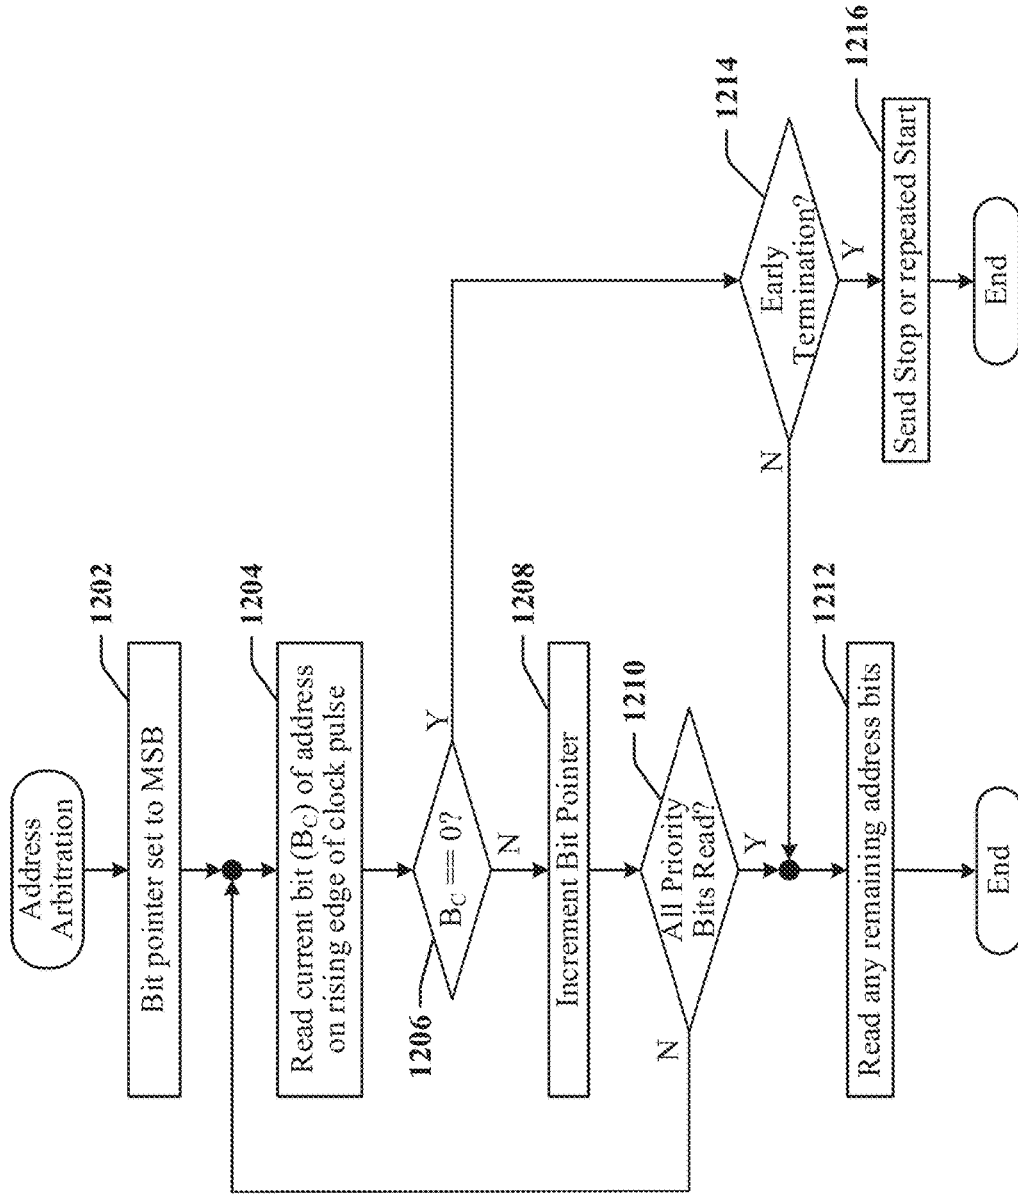 Address
Arbitration
1202
Bit pointer set to MSB
1204
Read current bit (BC) of address
on rising edge of clock pulse
1206
BC == 0?
Y
N
1208
Increment Bit Pointer
1210
All Priority
Bits Read?
N
Y
1212
Read any remaining address bits
End
1214
Early
Termination?
N
Y
1216
Send Stop or repeated Start
End